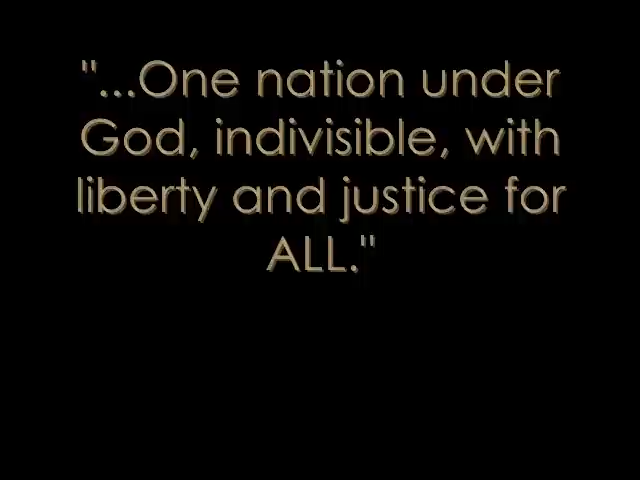 "...One nation under
God, indivisible, with
liberty and justice for
ALL."